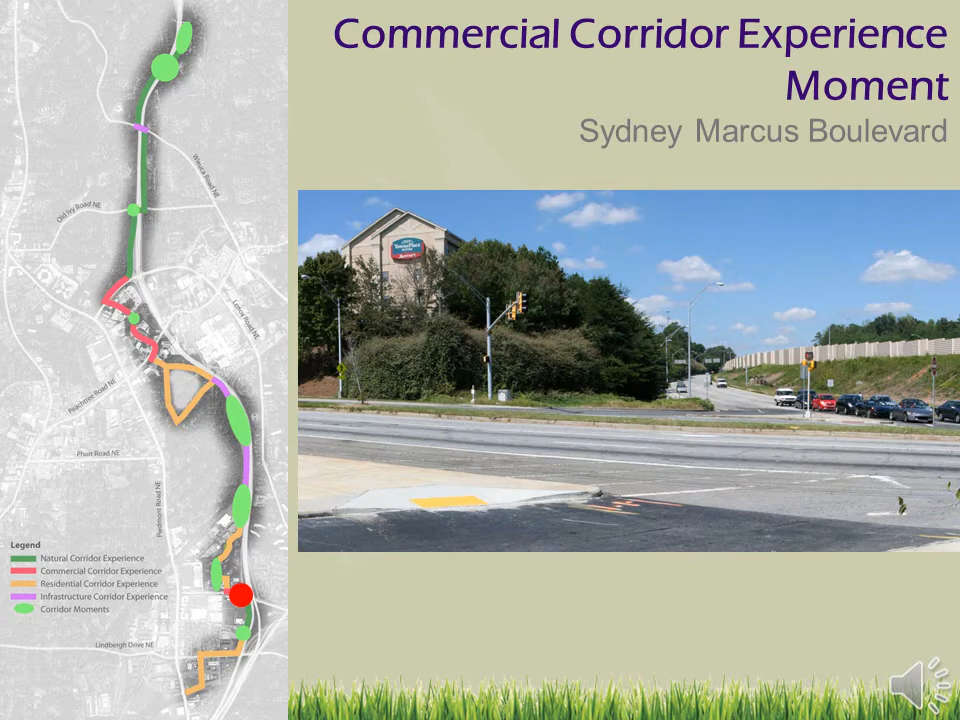 Commercial Corridor Experience
Moment
Sydney Marcus Boulevard
Wieuca Road NE
Old Ivy Road NE
Lenox Road NE
Peachtree Road NE
Phairr Road NE
Piedmont Road NE
Legend
Natural Corridor Experience
Commercial Corridor Experience
Residential Corridor Experience
Infrastructure Corridor Experience
Corridor Moments
Lindbergh Drive NE
TownePlace
SUITES
Marriott